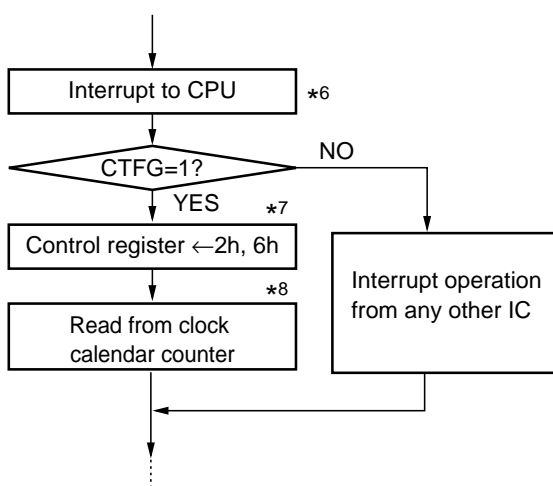 Interrupt to CPU
*6
CTFG=1?
NO
YES
*7
Control register ←2h, 6h
*8
Read from clock
calendar counter
Interrupt operation
from any other IC